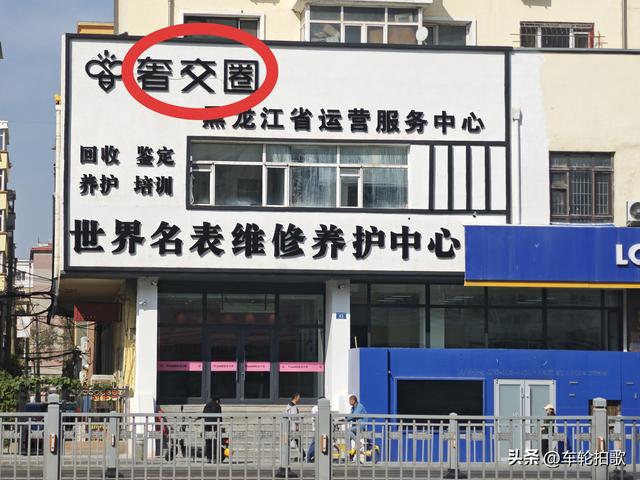 奢交圈
黑龙江省运营服务中心
回收 鉴定
养护 培训
世界名表维修养护中心
LO
头条 @车轮拍歌